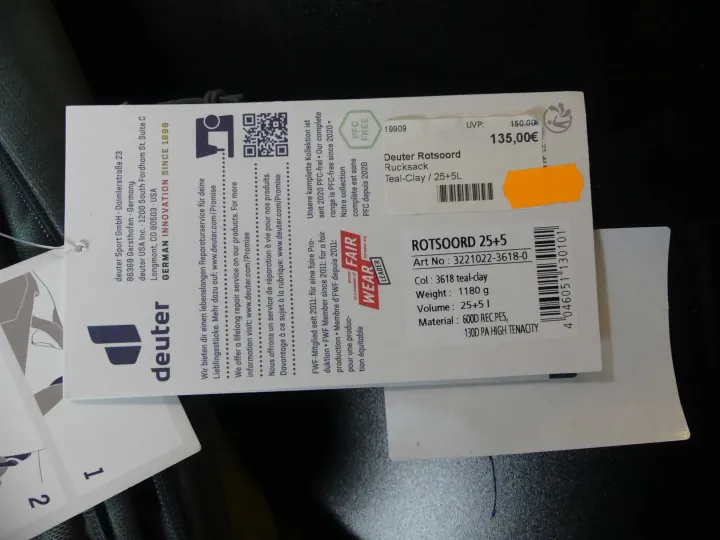 deuter
deuter Sport GmbH · Daimlerstraße 23
86368 Gersthofen · Germany
deuter USA Inc. · 1200 South Fordham St. Suite C
Longmont, CO 80503 · USA
GERMAN INNOVATION SINCE 1898
Wir bieten dir einen lebenslangen Reparaturservice für deine
Lieblingsstücke. Mehr dazu auf: www.deuter.com/Promise
We offer a lifelong repair service on our products. For more
information visit: www.deuter.com/Promise
Nous offrons un service de réparation à vie pour nos produits.
Davantage à ce sujet à la rubrique: www.deuter.com/Promise
FWF-Mitglied seit 2011: für eine faire Pro-
duktion · FWF Member since 2011: for a fair
production · Membre d'FWF depuis 2011:
pour une produc-
tion équitable
FAIR
WEAR
LEADER
Unsere komplette Kollektion ist
seit 2020 PFC-frei · Our complete
range is PFC-free since 2020 ·
Notre collection
complète est sans
PFC depuis 2020
PFC
FREE
19909
UVP: 150,00€
135,00€
Deuter Rotsoord
Rucksack
Teal-Clay / 25+5L
ROTSOORD 25+5
Art No : 3221022-3618-0
Col : 3618 teal-clay
Weight : 1180 g
Volume : 25+5 l
Material : 600D REC PES,
130D PA HIGH TENACITY
4 046051 130101
1
2